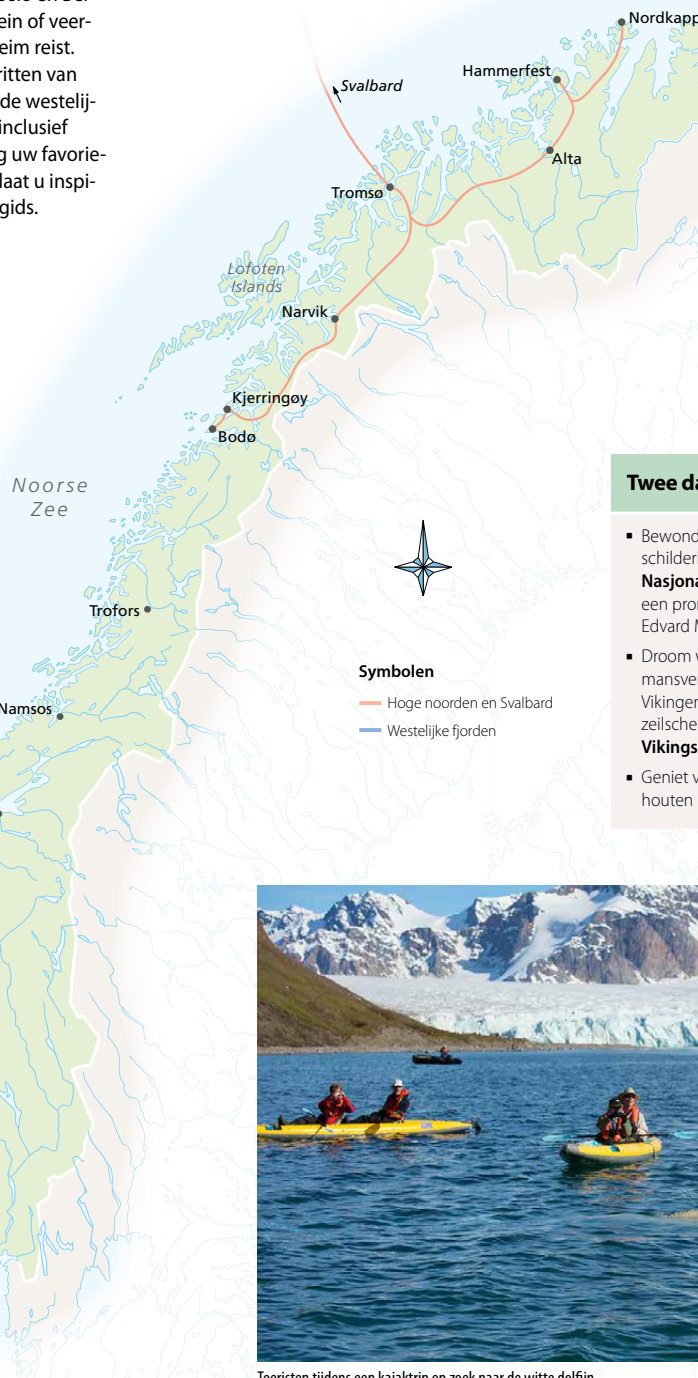 ein of veer-
eim reist.
ritten van
de westelij-
inclusief
g uw favorie-
laat u inspi-
gids.
Nordkapp
Hammerfest
Svalbard
Alta
Tromsø
Lofoten
Islands
Narvik
Kjerringøy
Bodø
Noorse
Zee
Trofors
Namsos
Symbolen
Hoge noorden en Svalbard
Westelijke fjorden
Twee da
Bewond
schilderi
Nasjona
een pro
Edvard M
Droom w
mansver
Vikinger
zeilsche
Vikings
Geniet v
houten
Toeristen tijdens een kajaktrip op zoek naar de witte dolfijn